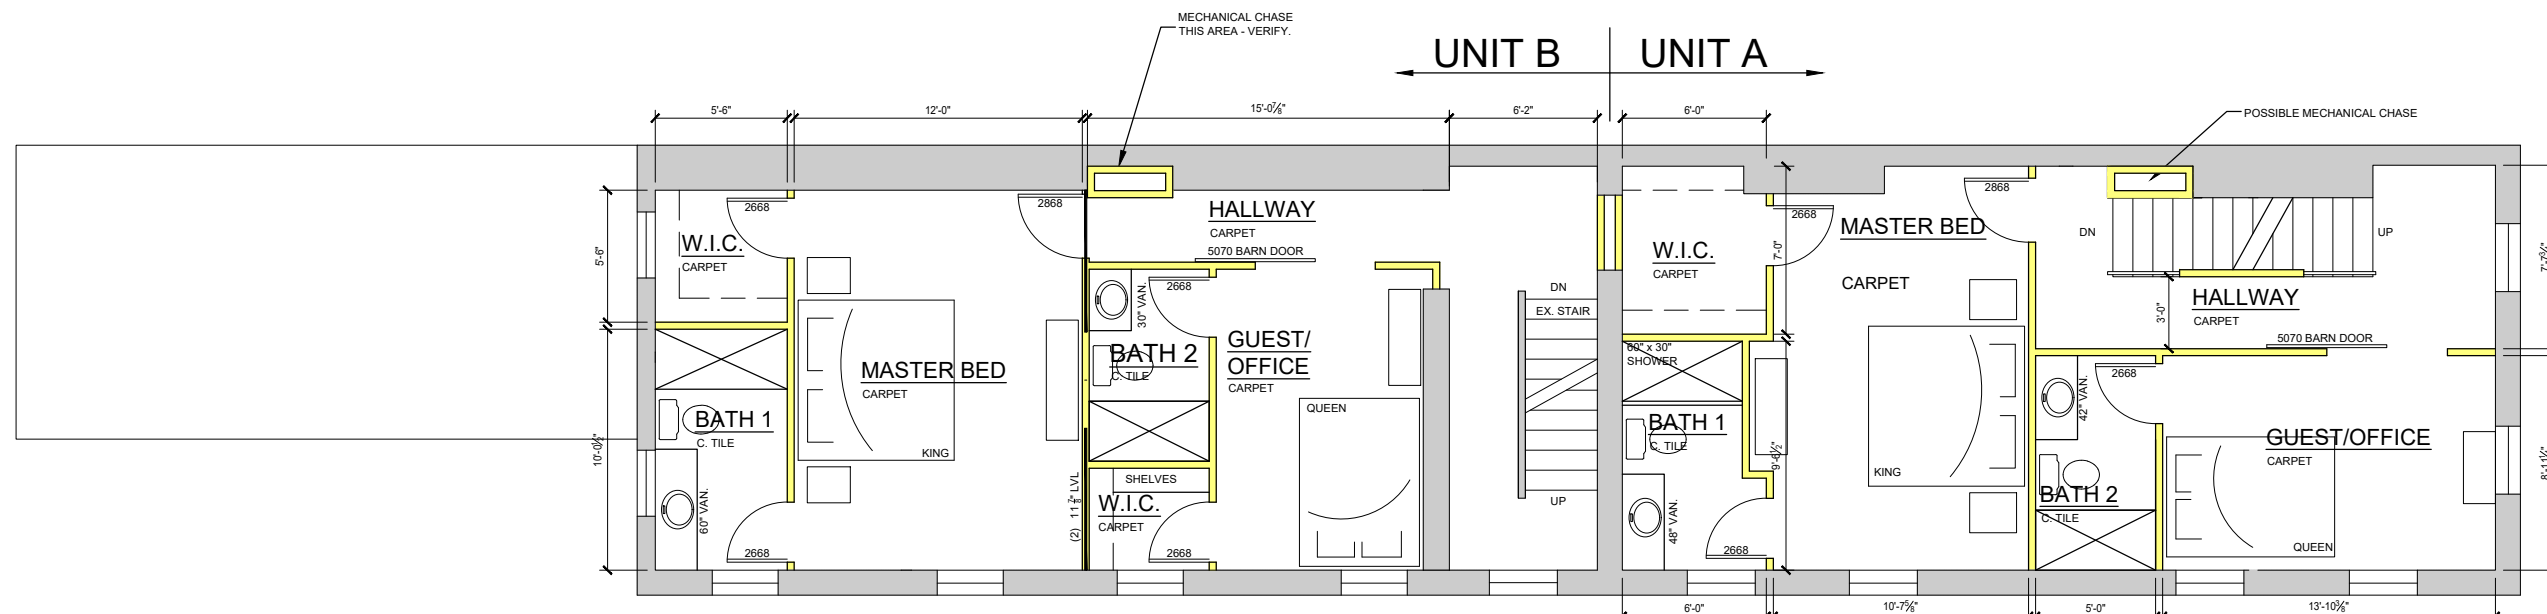 MECHANICAL CHASE
THIS AREA - VERIFY.
UNIT B
UNIT A
5'-6"
12'-0"
15'-0⅞"
6'-2"
6'-0"
POSSIBLE MECHANICAL CHASE
2668
2868
HALLWAY
CARPET
5070 BARN DOOR
W.I.C.
CARPET
5'-6"
2668
30" VAN.
GUEST/
OFFICE
CARPET
BATH 2
C. TILE
MASTER BED
CARPET
KING
BATH 1
C. TILE
10'-0½"
60" VAN.
2668
(2) 11⅞" LVL
SHELVES
W.I.C.
CARPET
2668
QUEEN
DN
EX. STAIR
UP
W.I.C.
CARPET
7'-0"
2668
MASTER BED
CARPET
2868
60" x 30"
SHOWER
BATH 1
C. TILE
9'-6½"
48" VAN.
2668
KING
DN
UP
HALLWAY
CARPET
3'-0"
5070 BARN DOOR
7'-7¾"
2668
42" VAN.
GUEST/OFFICE
CARPET
BATH 2
C. TILE
QUEEN
8'-11½"
6'-0"
10'-7⅝"
5'-0"
13'-10⅜"